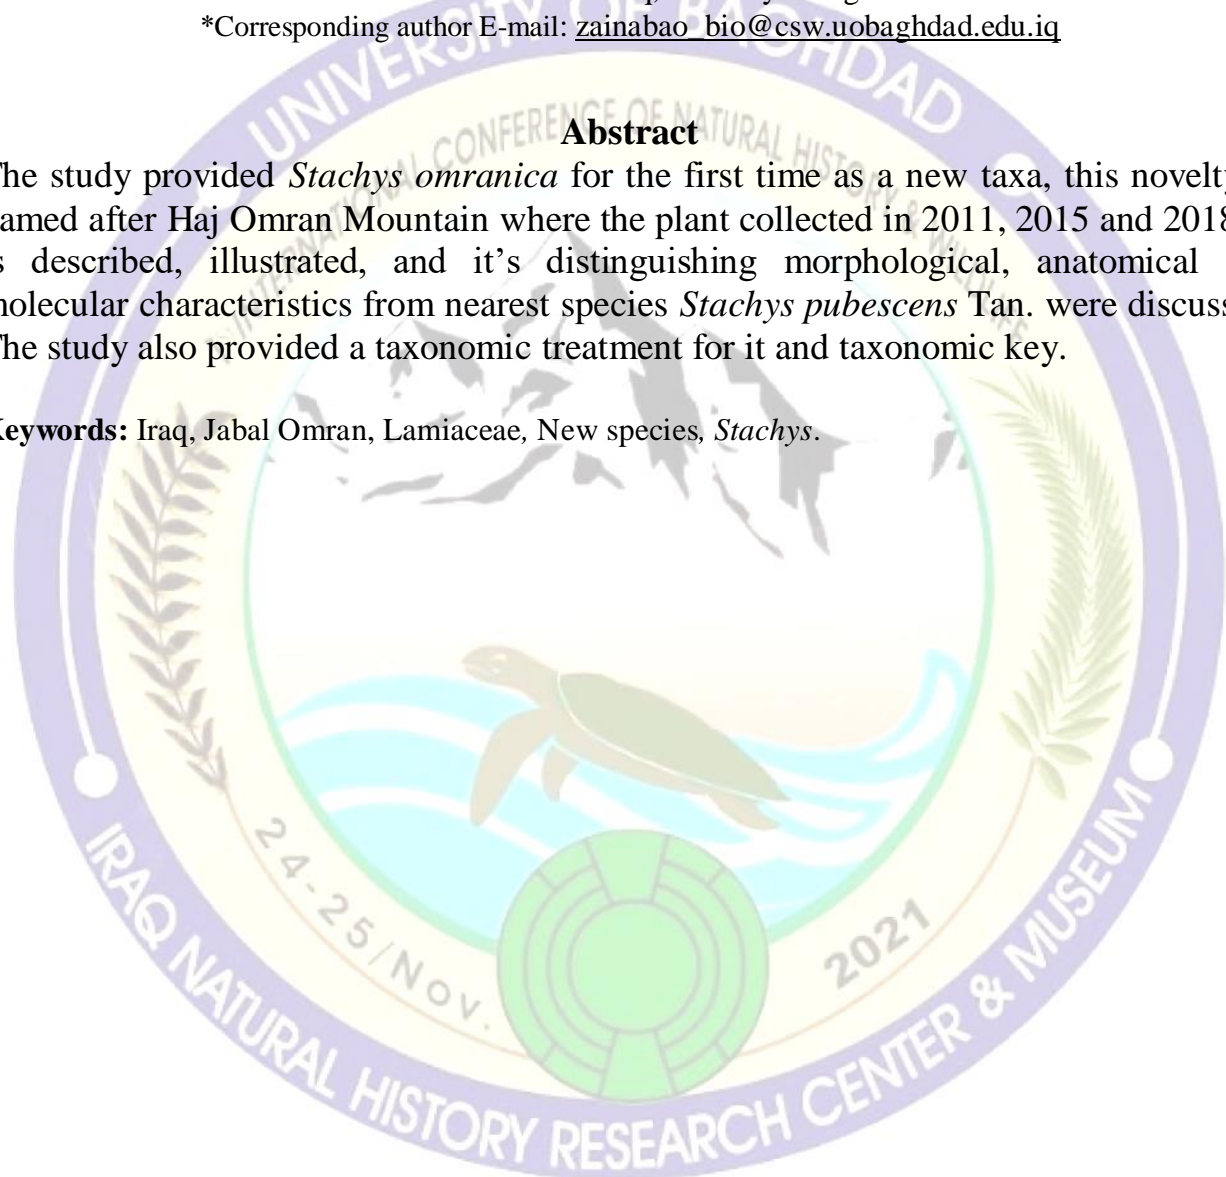 *Corresponding author E-mail: zainabao_bio@csw.uobaghdad.edu.iq
UNIVERSITY OF BAGHDAD
INTERNATIONAL CONFERENCE OF NATURAL HISTORY & WILDLIFE
Abstract
The study provided Stachys omranica for the first time as a new taxa, this novelty
named after Haj Omran Mountain where the plant collected in 2011, 2015 and 2018
is described, illustrated, and it's distinguishing morphological, anatomical
molecular characteristics from nearest species Stachys pubescens Tan. were discuss
The study also provided a taxonomic treatment for it and taxonomic key.
Keywords: Iraq, Jabal Omran, Lamiaceae, New species, Stachys.
24-25/Nov. 2021
IRAQ NATURAL HISTORY RESEARCH CENTER & MUSEUM